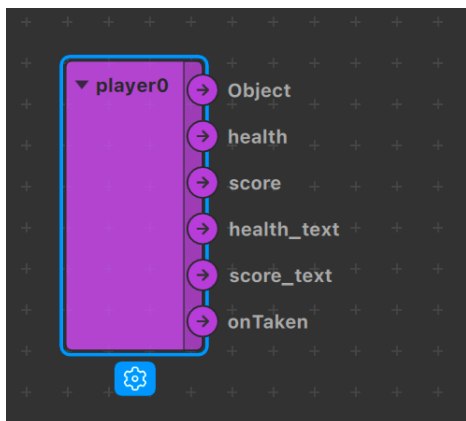 player0
Object
health
score
health_text
score_text
onTaken